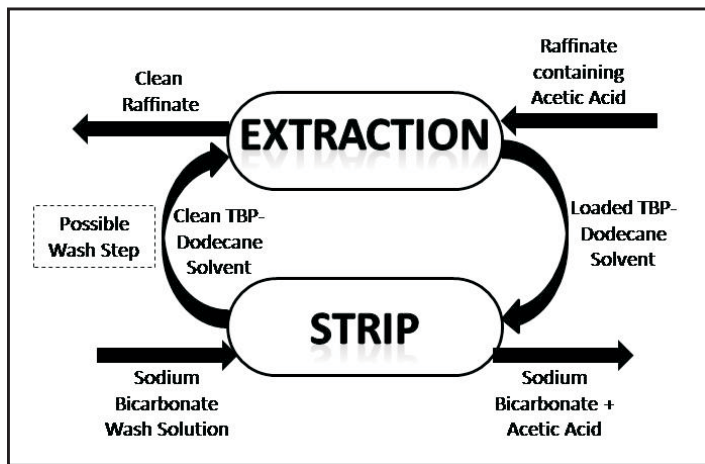 Clean
Raffinate
Raffinate
containing
Acetic Acid
EXTRACTION
Possible
Wash Step
Clean TBP-
Dodecane
Solvent
Loaded TBP-
Dodecane
Solvent
STRIP
Sodium
Bicarbonate
Wash Solution
Sodium
Bicarbonate +
Acetic Acid